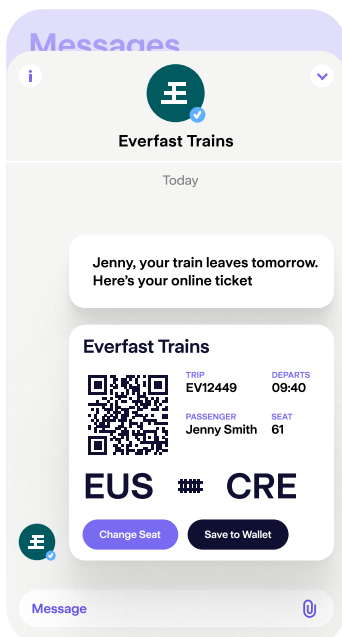 Messages
Everfast Trains
Today
Jenny, your train leaves tomorrow.
Here's your online ticket
Everfast Trains
TRIP DEPARTS
EV12449 09:40
PASSENGER SEAT
Jenny Smith 61
EUS CRE
Change Seat Save to Wallet
Message